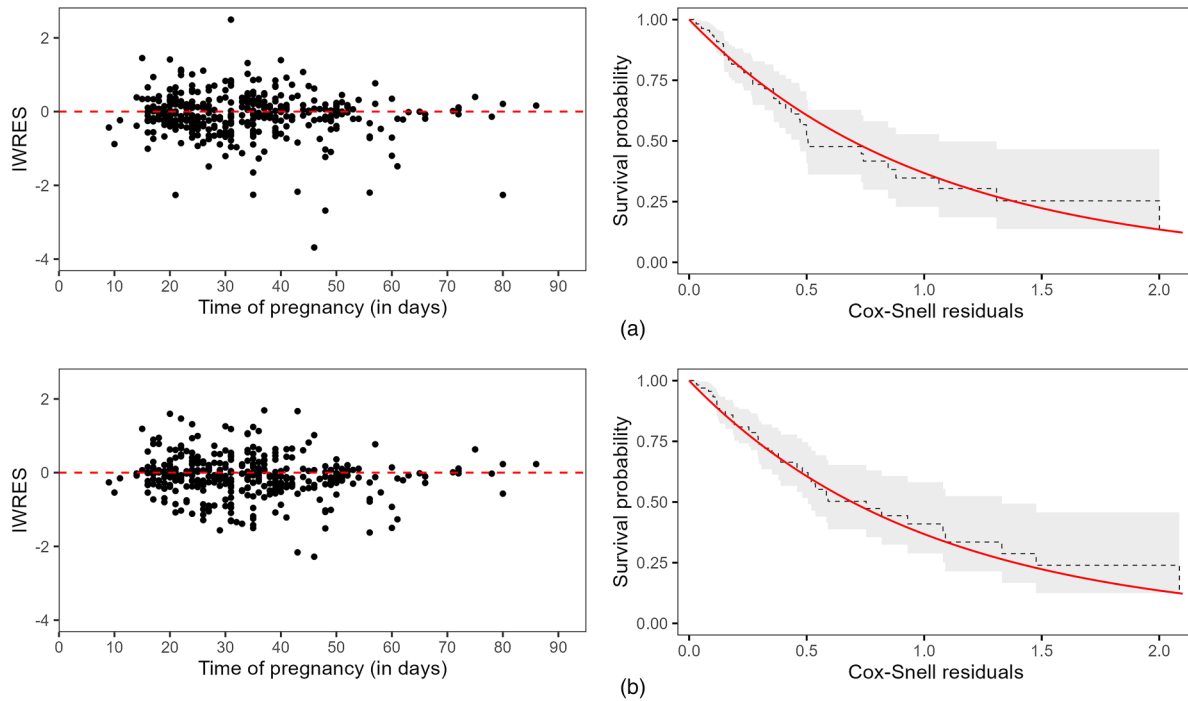 2
0
-2
-4
IWRES
0 10 20 30 40 50 60 70 80 90
Time of pregnancy (in days)
1.00
0.75
0.50
0.25
0.00
Survival probability
0.0 0.5 1.0 1.5 2.0
Cox-Snell residuals
(a)
2
0
-2
-4
IWRES
0 10 20 30 40 50 60 70 80 90
Time of pregnancy (in days)
1.00
0.75
0.50
0.25
0.00
Survival probability
0.0 0.5 1.0 1.5 2.0
Cox-Snell residuals
(b)